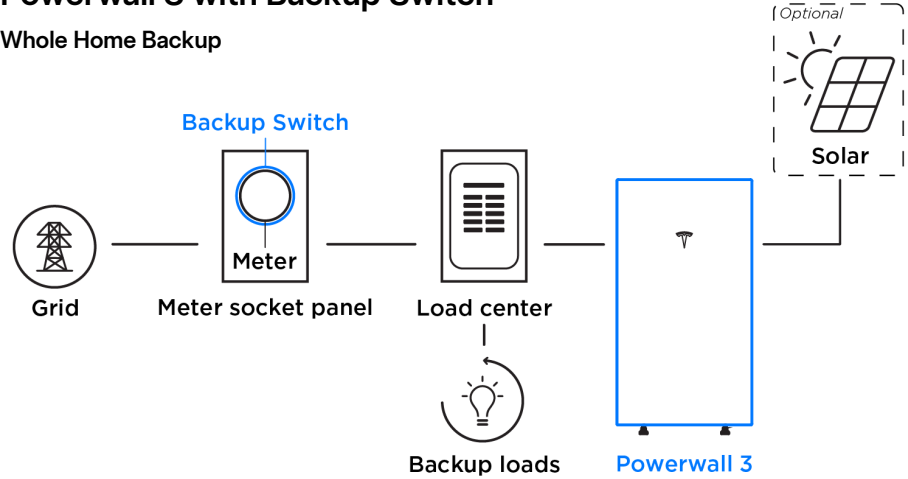 Powerwall 3 with Backup Switch
Whole Home Backup
Optional
Solar
Backup Switch
Meter
Grid
Meter socket panel
Load center
Backup loads
Powerwall 3